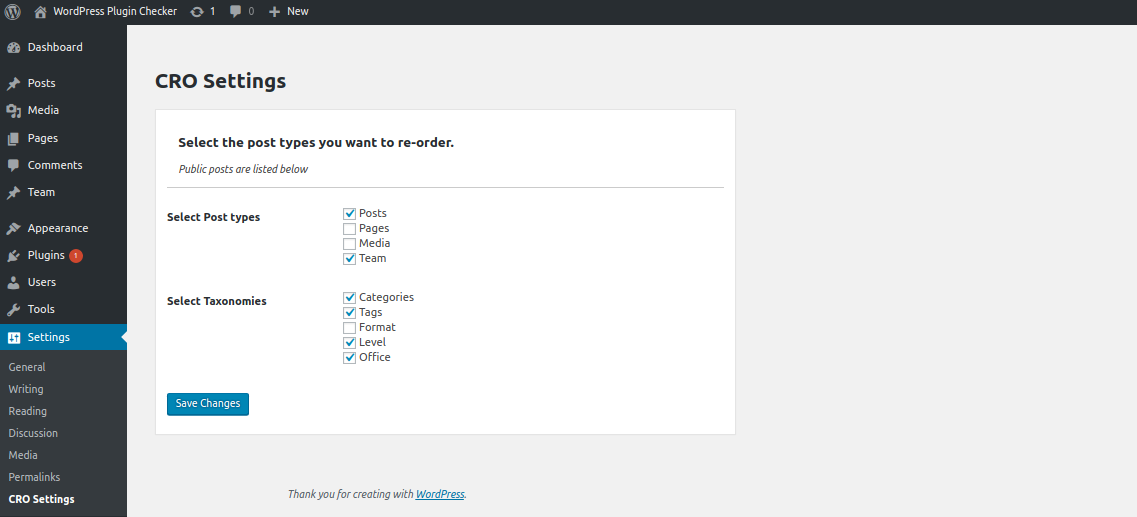 WordPress Plugin Checker 1 0 New
Dashboard
Posts
Media
Pages
Comments
Team
Appearance
Plugins 1
Users
Tools
Settings
General
Writing
Reading
Discussion
Media
Permalinks
CRO Settings
CRO Settings
Select the post types you want to re-order.
Public posts are listed below
Select Post types
Posts
Pages
Media
Team
Select Taxonomies
Categories
Tags
Format
Level
Office
Save Changes
Thank you for creating with WordPress.